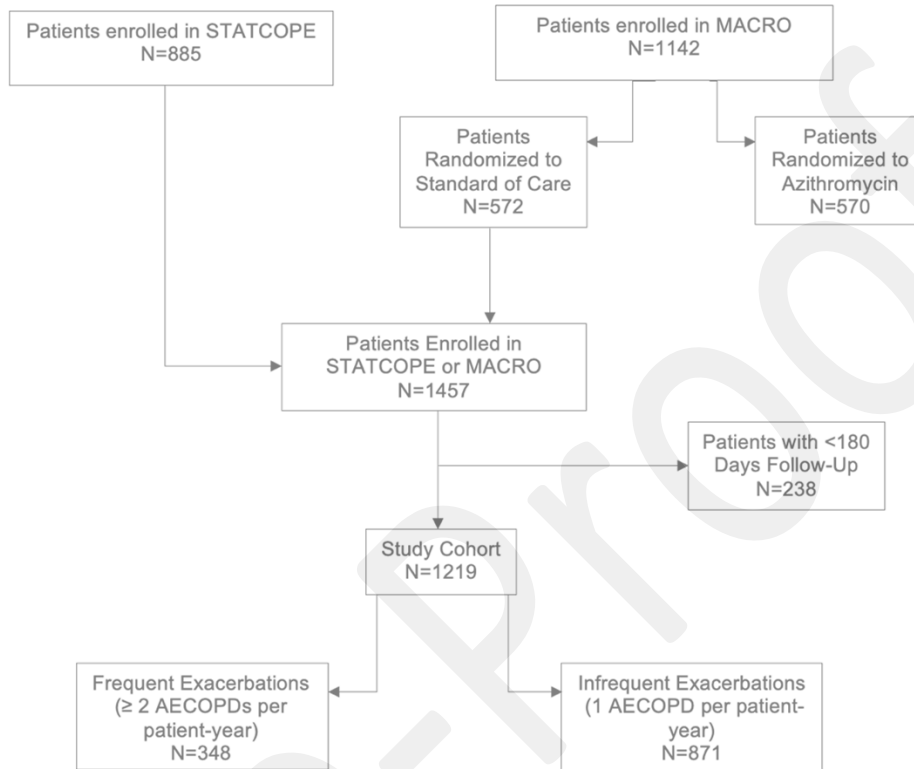 Patients enrolled in STATCOPE
N=885
Patients enrolled in MACRO
N=1142
Patients
Randomized to
Standard of Care
N=572
Patients
Randomized to
Azithromycin
N=570
Patients Enrolled in
STATCOPE or MACRO
N=1457
Patients with <180
Days Follow-Up
N=238
Study Cohort
N=1219
Frequent Exacerbations
(≥ 2 AECOPDs per
patient-year)
N=348
Infrequent Exacerbations
(1 AECOPD per patient-
year)
N=871
-Proof